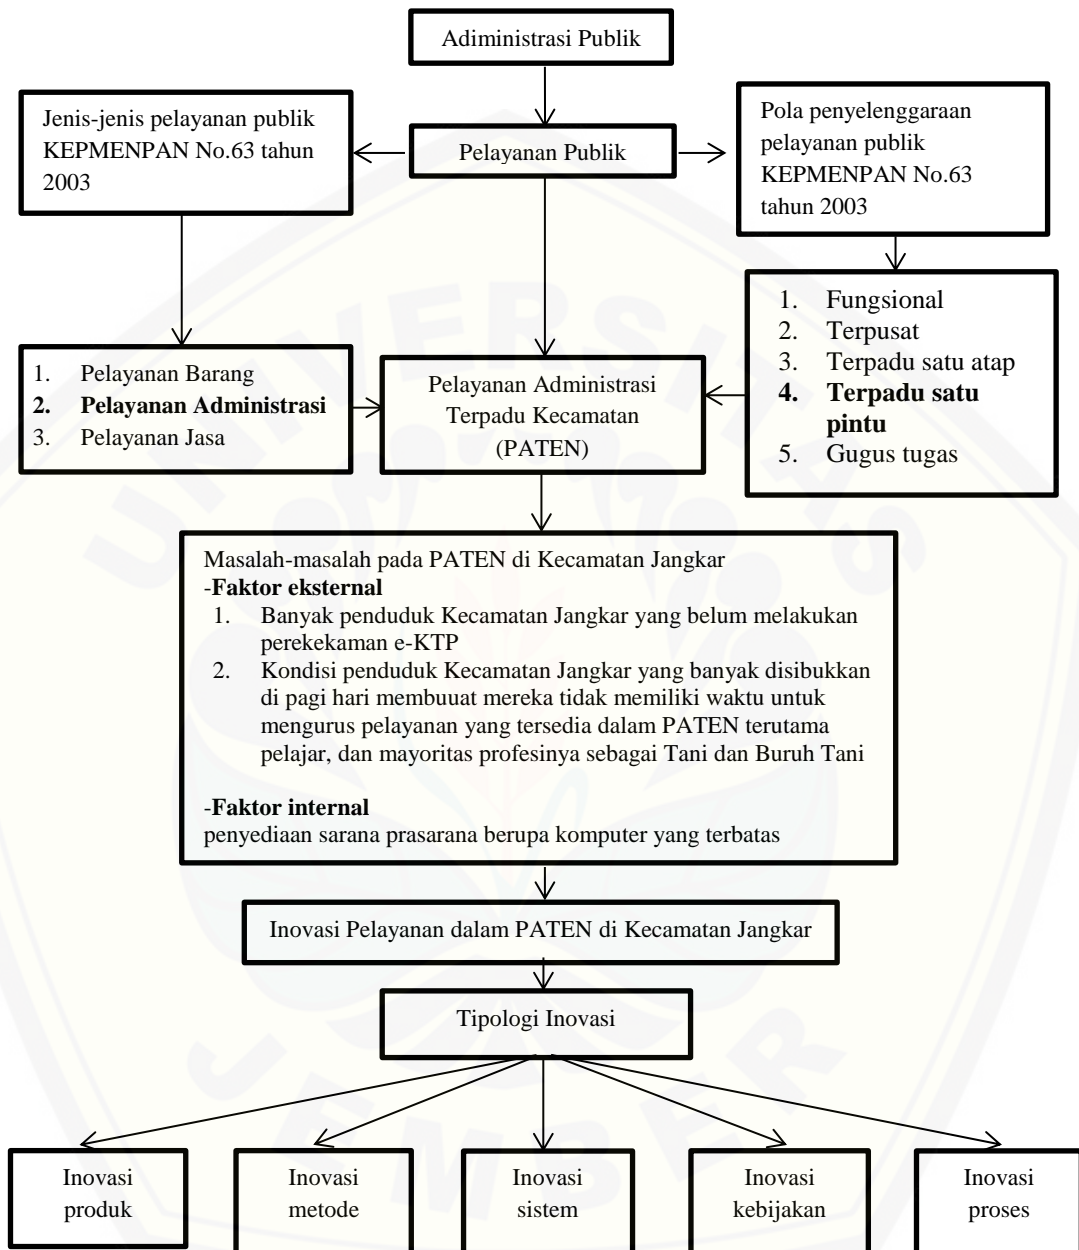 Adiministrasi Publik
Jenis-jenis pelayanan publik
KEPMENPAN No.63 tahun
2003
Pelayanan Publik
Pola penyelenggaraan
pelayanan publik
KEPMENPAN No.63
tahun 2003
1. Pelayanan Barang
2. Pelayanan Administrasi
3. Pelayanan Jasa
Pelayanan Administrasi
Terpadu Kecamatan
(PATEN)
1. Fungsional
2. Terpusat
3. Terpadu satu atap
4. Terpadu satu
pintu
5. Gugus tugas
Masalah-masalah pada PATEN di Kecamatan Jangkar
-Faktor eksternal
1. Banyak penduduk Kecamatan Jangkar yang belum melakukan
perekekaman e-KTP
2. Kondisi penduduk Kecamatan Jangkar yang banyak disibukkan
di pagi hari membuuat mereka tidak memiliki waktu untuk
mengurus pelayanan yang tersedia dalam PATEN terutama
pelajar, dan mayoritas profesinya sebagai Tani dan Buruh Tani
-Faktor internal
penyediaan sarana prasarana berupa komputer yang terbatas
Inovasi Pelayanan dalam PATEN di Kecamatan Jangkar
Tipologi Inovasi
Inovasi
produk
Inovasi
metode
Inovasi
sistem
Inovasi
kebijakan
Inovasi
proses
UNIVERSITAS
JEMBER